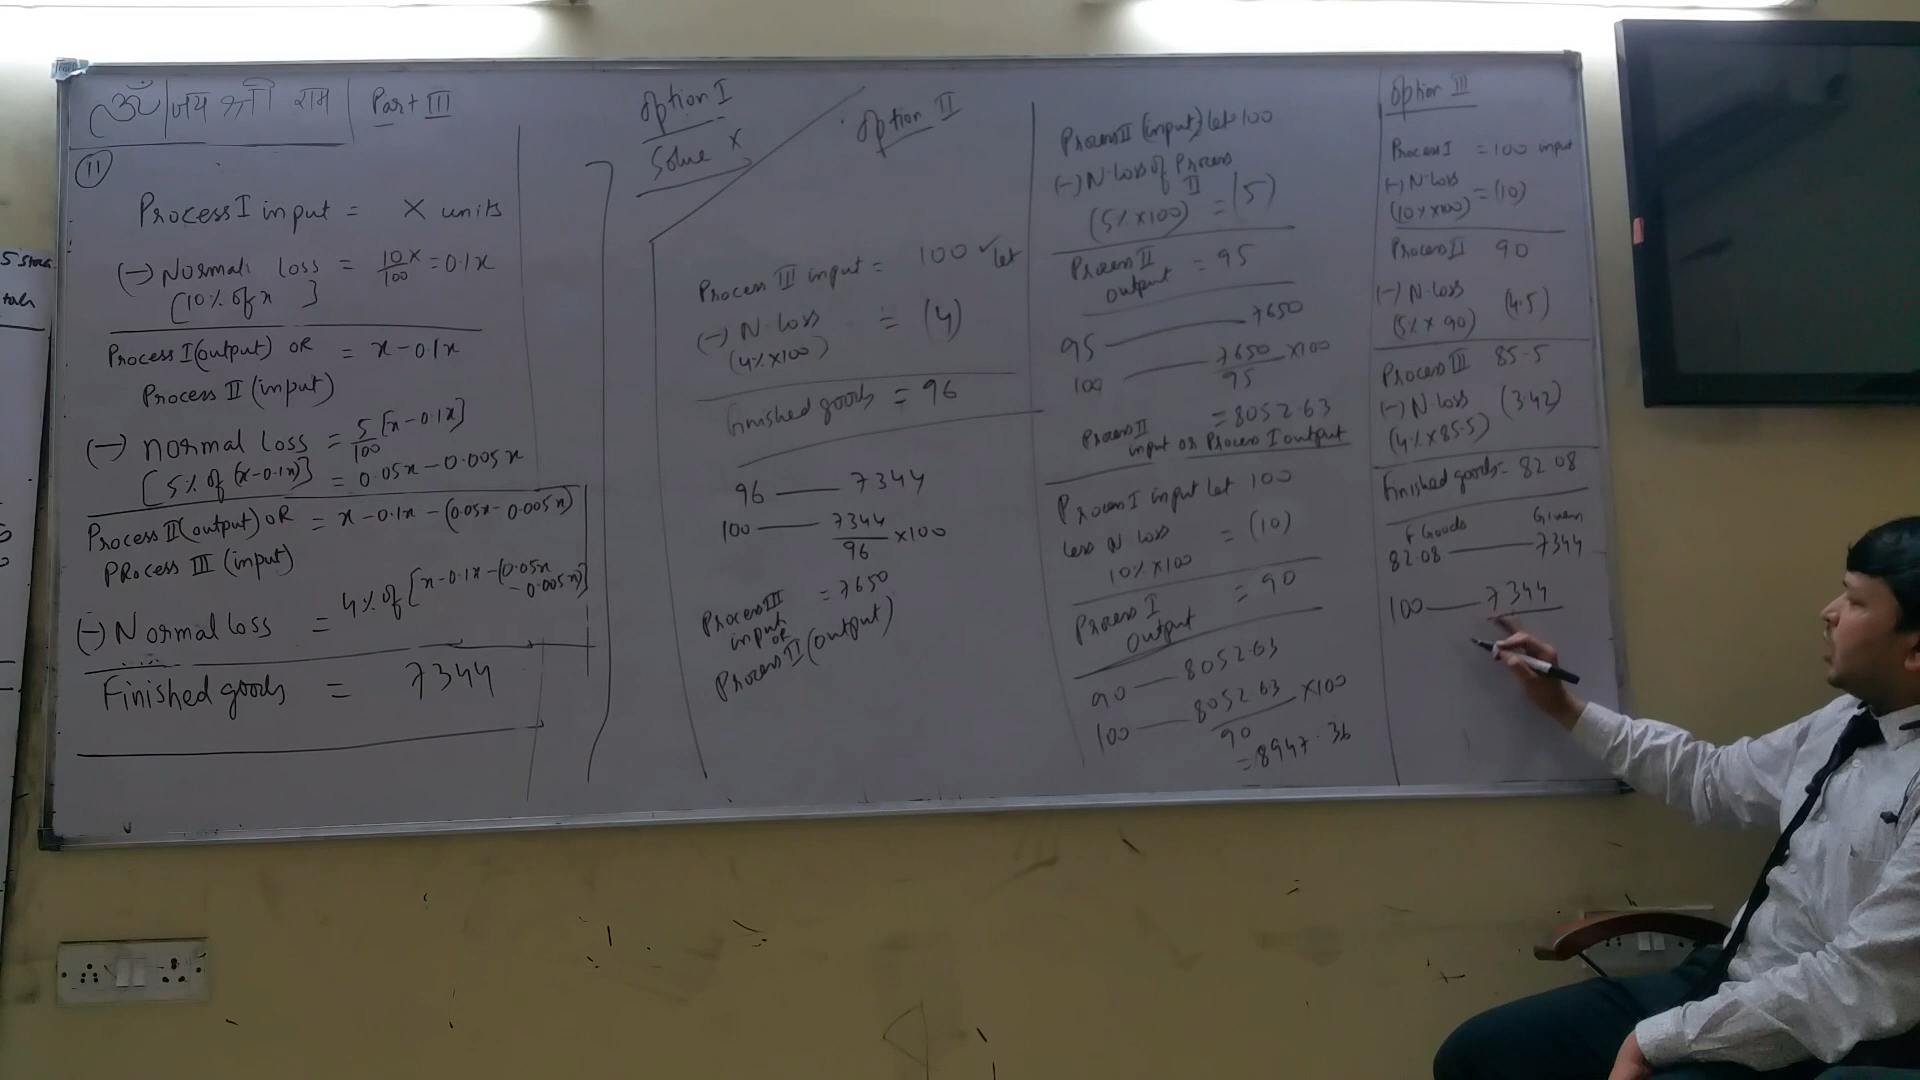 ॐ जय श्री राम Part III
11
Process I input = X units
(-) Normal loss = 10x/100 = 0.1x
[10% of x]
Process I (output) OR = x - 0.1x
Process II (input)
(-) normal loss = 5/100 [x - 0.1x]
[5% of (x-0.1x)] = 0.05x - 0.005x
Process II (output) OR = x - 0.1x - (0.05x - 0.005x)
PRocess III (input)
(-) Normal loss = 4% of [x - 0.1x - (0.05x - 0.005x)]
Finished goods = 7344
Option I
Solve x
Option II
Process III input = 100 ✓ let
(-) N. Loss = (4)
(4% x 100)
Finished goods = 96
96 — 7344
100 — 7344/96 x 100
= 7650
Process III
input
OR
Process II (output)
Process II (input) let 100
(-) N. Loss of Process
II
(5% x 100) = (5)
Process II
output = 95
95 — 7650
100 — 7650/95 x 100
= 8052.63
Process II
input or Process I output
Process I input let 100
Less N loss = (10)
10% x 100
Process I = 90
output
90 — 8052.63
100 — 8052.63/90 x 100
= 8947.36
Option III
Process I = 100 input
(-) N. Loss
(10% x 100) = (10)
Process II 90
(-) N. Loss
(5% x 90) (4.5)
Process III 85.5
(-) N Loss (3.42)
(4% x 85.5)
Finished goods = 82.08
F Goods Given
82.08 — 7344
100 — 7344